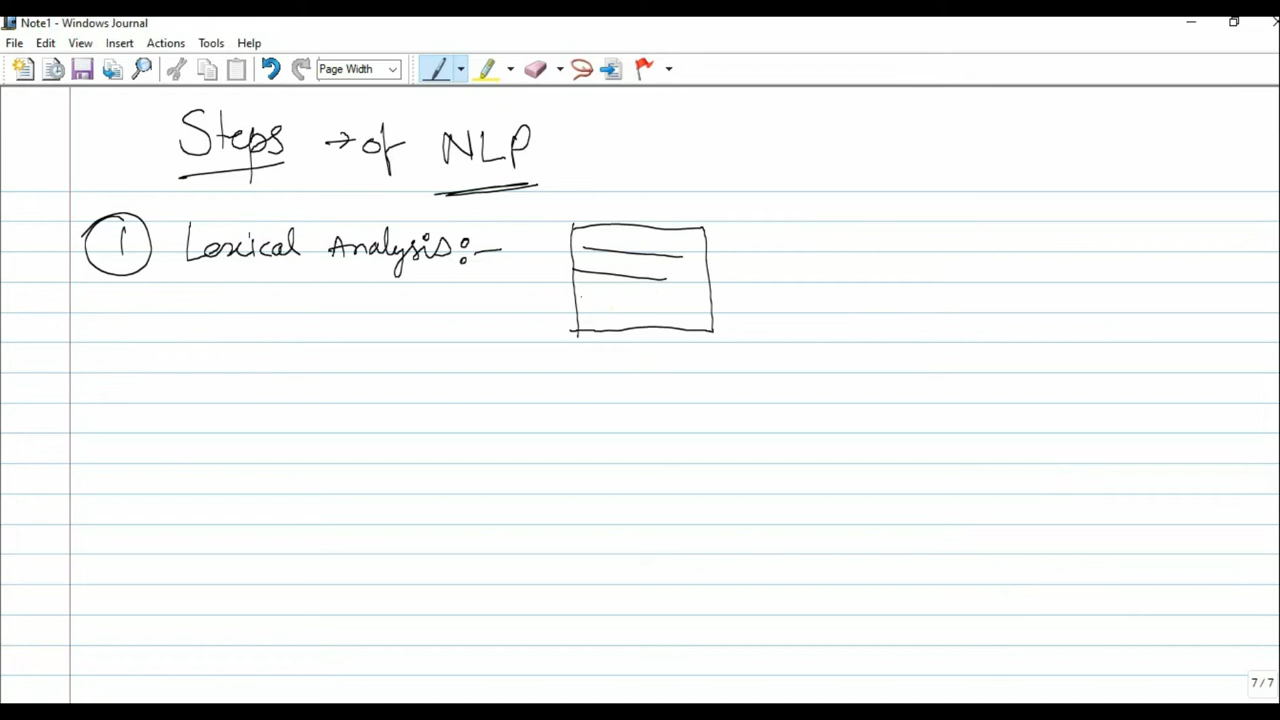 Note1 - Windows Journal
File Edit View Insert Actions Tools Help
Page Width
Steps → of NLP
1 Lexical Analysis:-
7 / 7